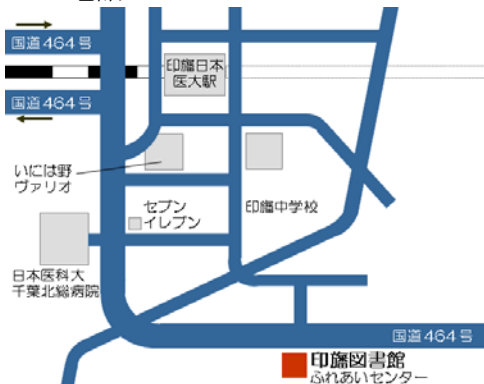 国道464号
印旛日本
医大駅
国道464号
いには野
ヴァリオ
セブン
イレブン
印旛中学校
日本医科大
千葉北総病院
国道464号
印旛図書館
ふれあいセンター